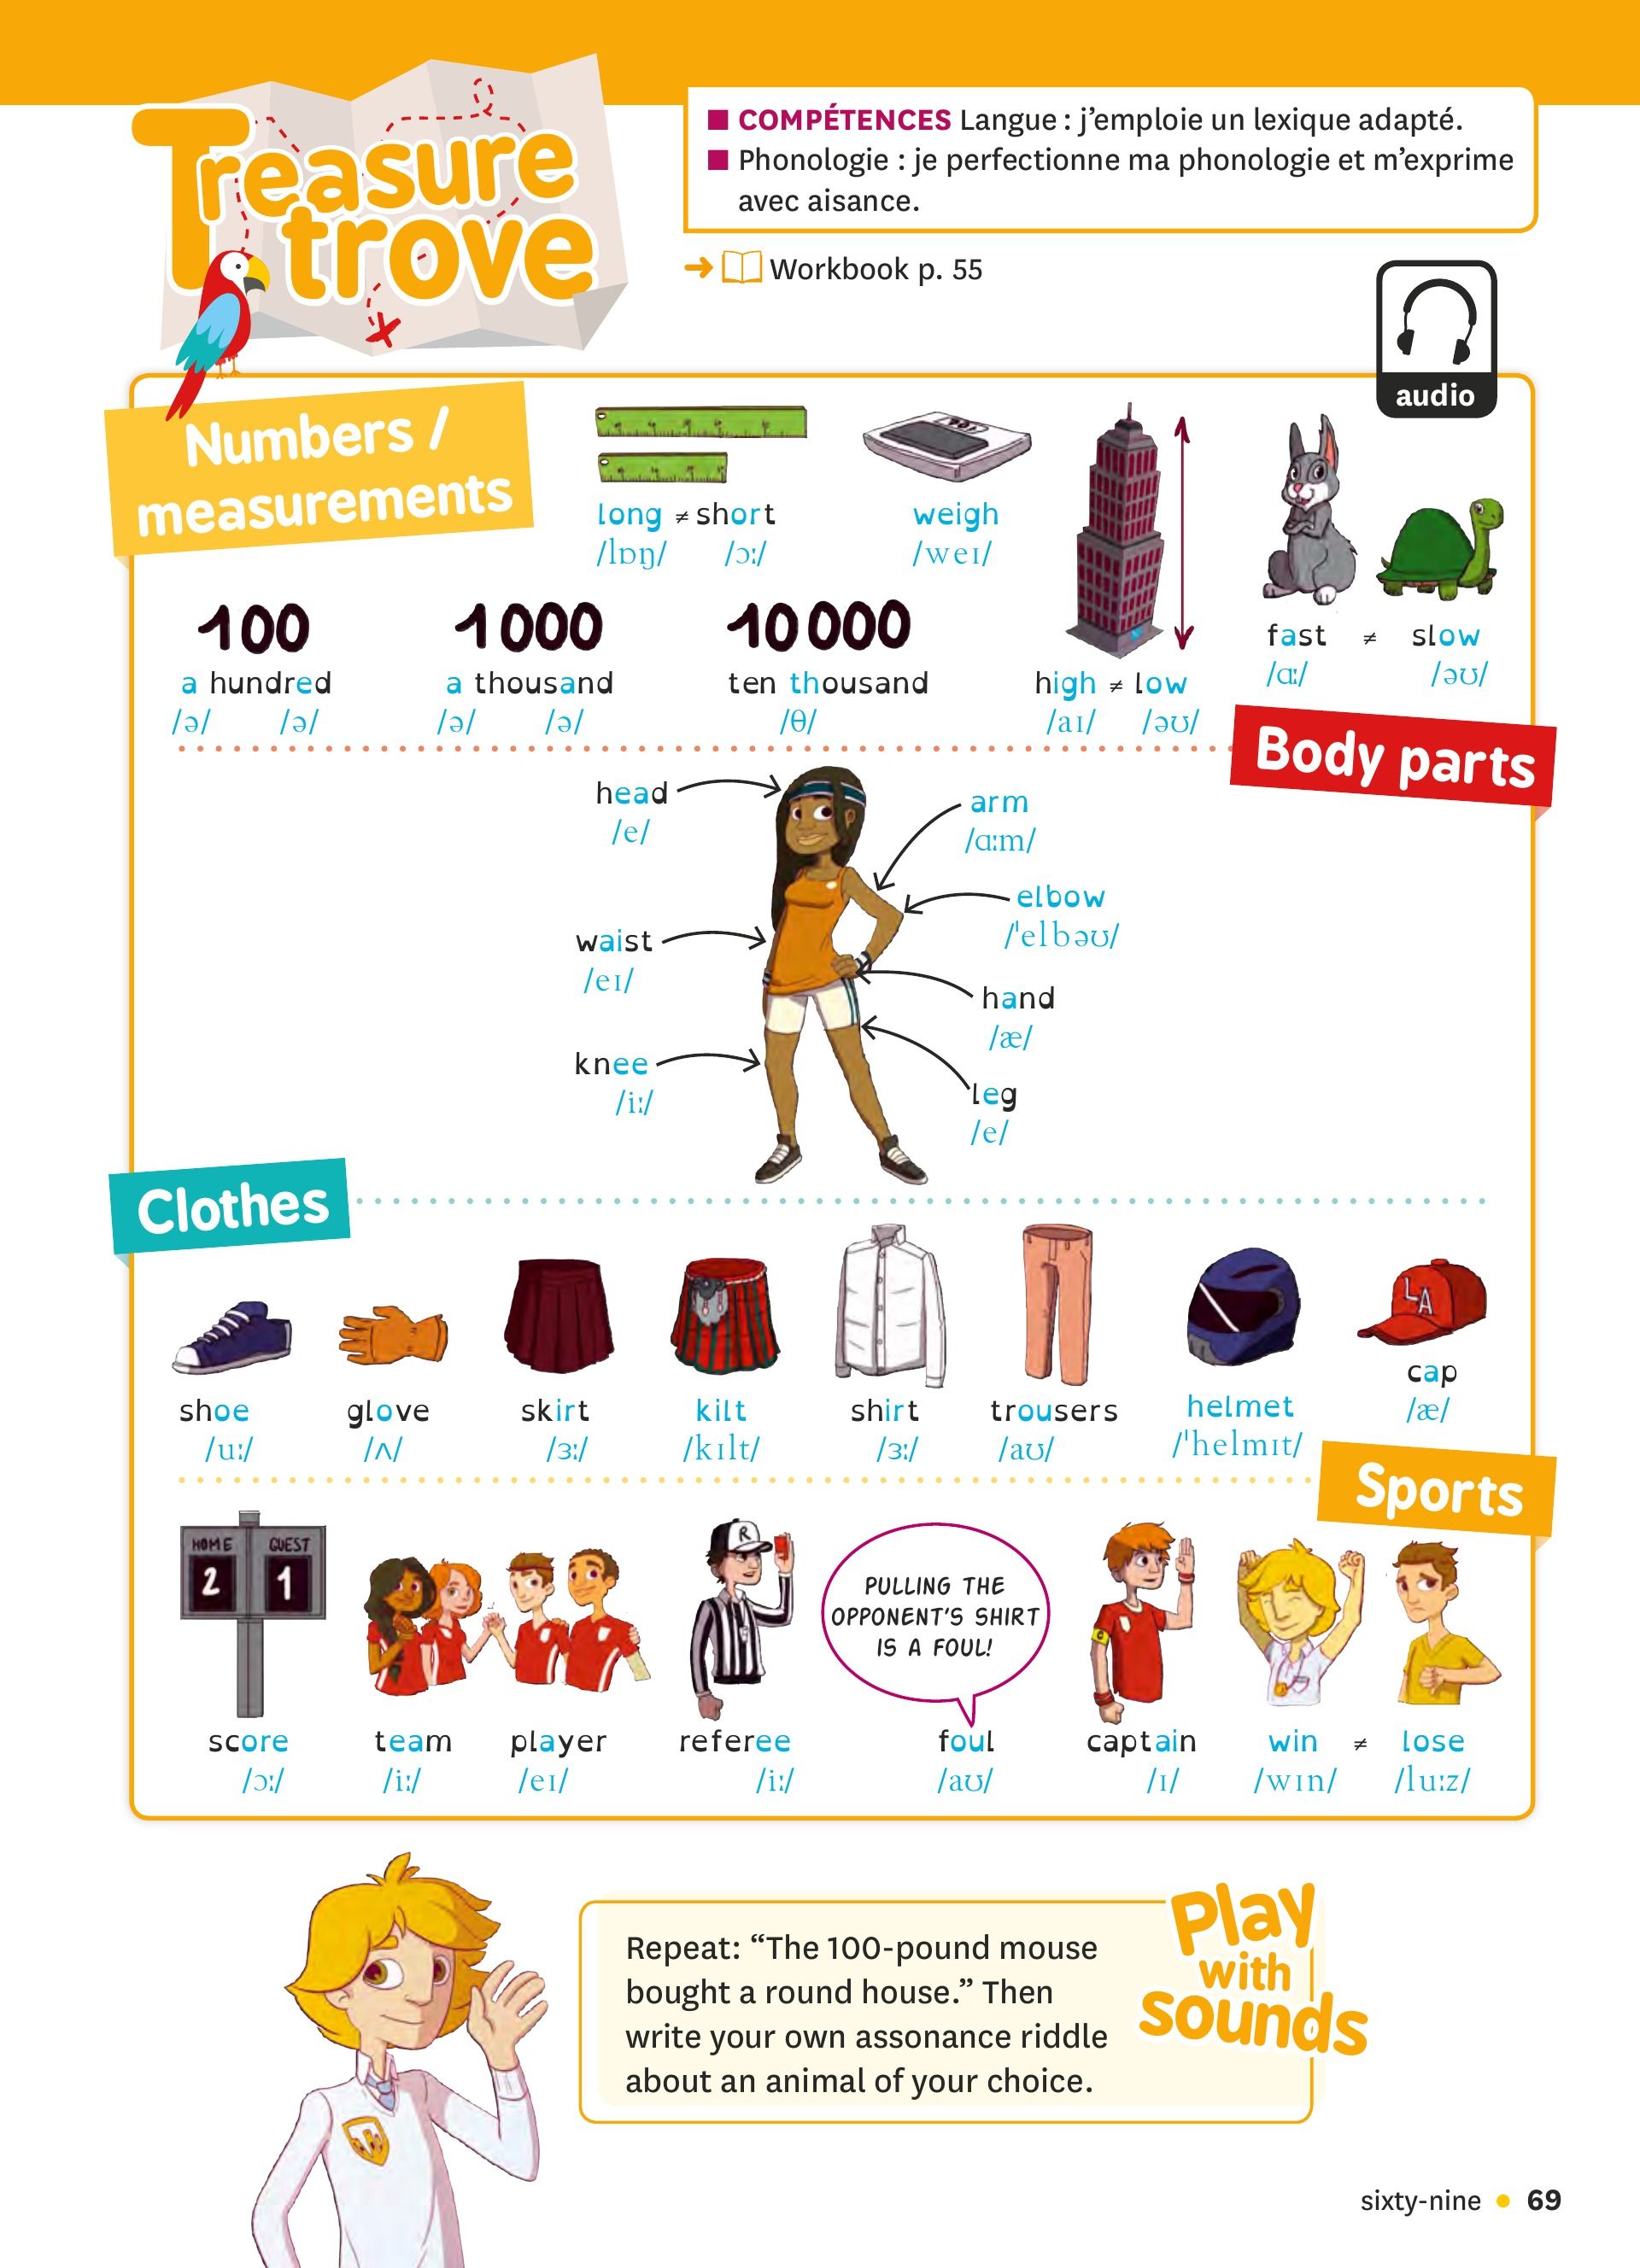 Treasure
trove
■ COMPÉTENCES Langue : j’emploie un lexique adapté.
■ Phonologie : je perfectionne ma phonologie et m’exprime
avec aisance.
➜ Workbook p. 55
audio
Numbers /
measurements
long ≠ short
/lɒŋ/ /ɔː/
weigh
/weɪ/
100
a hundred
/ə/ /ə/
1000
a thousand
/ə/ /ə/
10 000
ten thousand
/θ/
high ≠ low
/aɪ/ /əʊ/
fast ≠ slow
/ɑː/ /əʊ/
Body parts
head
/e/
arm
/ɑːm/
elbow
/ˈelbəʊ/
waist
/eɪ/
hand
/æ/
knee
/iː/
leg
/e/
Clothes
LA
shoe
/uː/
glove
/ʌ/
skirt
/ɜː/
kilt
/kɪlt/
shirt
/ɜː/
trousers
/aʊ/
helmet
/ˈhelmɪt/
cap
/æ/
Sports
HOME GUEST
2 1
R
PULLING THE
OPPONENT’S SHIRT
IS A FOUL!
score
/ɔː/
team
/iː/
player
/eɪ/
referee
/iː/
foul
/aʊ/
captain
/ɪ/
win ≠ lose
/wɪn/ /luːz/
Play
with
sounds
Repeat: “The 100-pound mouse
bought a round house.” Then
write your own assonance riddle
about an animal of your choice.
sixty-nine • 69